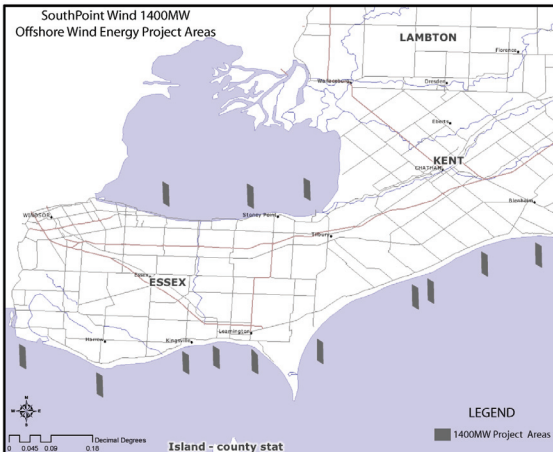 SouthPoint Wind 1400MW
Offshore Wind Energy Project Areas
LAMBTON
Florence
Wallaceburg
Dresden
Eberts
KENT
CHATHAM
Blenheim
WINDSOR
Stoney Point
Tilbury
Essex
ESSEX
Leamington
Harrow
Kingsville
N
W
E
S
LEGEND
1400MW Project Areas
0 0.045 0.09 0.18 Decimal Degrees
Island - county stat